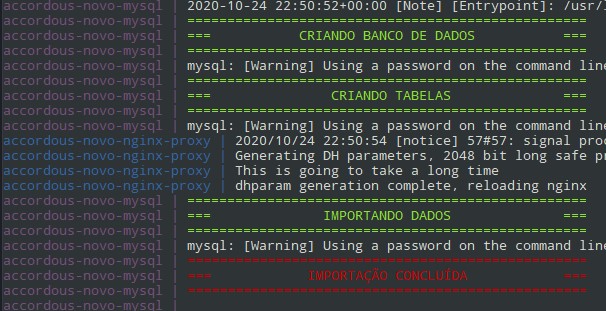 accordous-novo-mysql | 2020-10-24 22:50:52+00:00 [Note] [Entrypoint]: /usr/
accordous-novo-mysql | ==================================================
accordous-novo-mysql | === CRIANDO BANCO DE DADOS ===
accordous-novo-mysql | ==================================================
accordous-novo-mysql | mysql: [Warning] Using a password on the command line
accordous-novo-mysql | ==================================================
accordous-novo-mysql | === CRIANDO TABELAS ===
accordous-novo-mysql | ==================================================
accordous-novo-mysql | mysql: [Warning] Using a password on the command line
accordous-novo-nginx-proxy | 2020/10/24 22:50:54 [notice] 57#57: signal proc
accordous-novo-nginx-proxy | Generating DH parameters, 2048 bit long safe pr
accordous-novo-nginx-proxy | This is going to take a long time
accordous-novo-nginx-proxy | dhparam generation complete, reloading nginx
accordous-novo-mysql | ==================================================
accordous-novo-mysql | === IMPORTANDO DADOS ===
accordous-novo-mysql | ==================================================
accordous-novo-mysql | mysql: [Warning] Using a password on the command line
accordous-novo-mysql | ==================================================
accordous-novo-mysql | === IMPORTAÇÃO CONCLUÍDA ===
accordous-novo-mysql | ==================================================
accordous-novo-mysql |